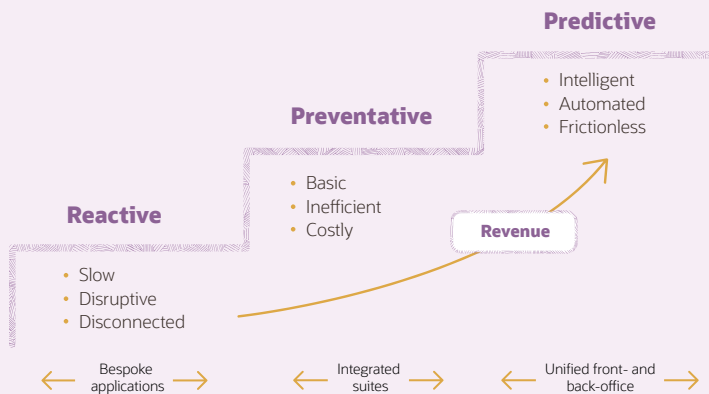 Predictive
• Intelligent
• Automated
• Frictionless
Preventative
• Basic
• Inefficient
• Costly
Reactive
• Slow
• Disruptive
• Disconnected
Revenue
Bespoke
applications
Integrated
suites
Unified front- and
back-office